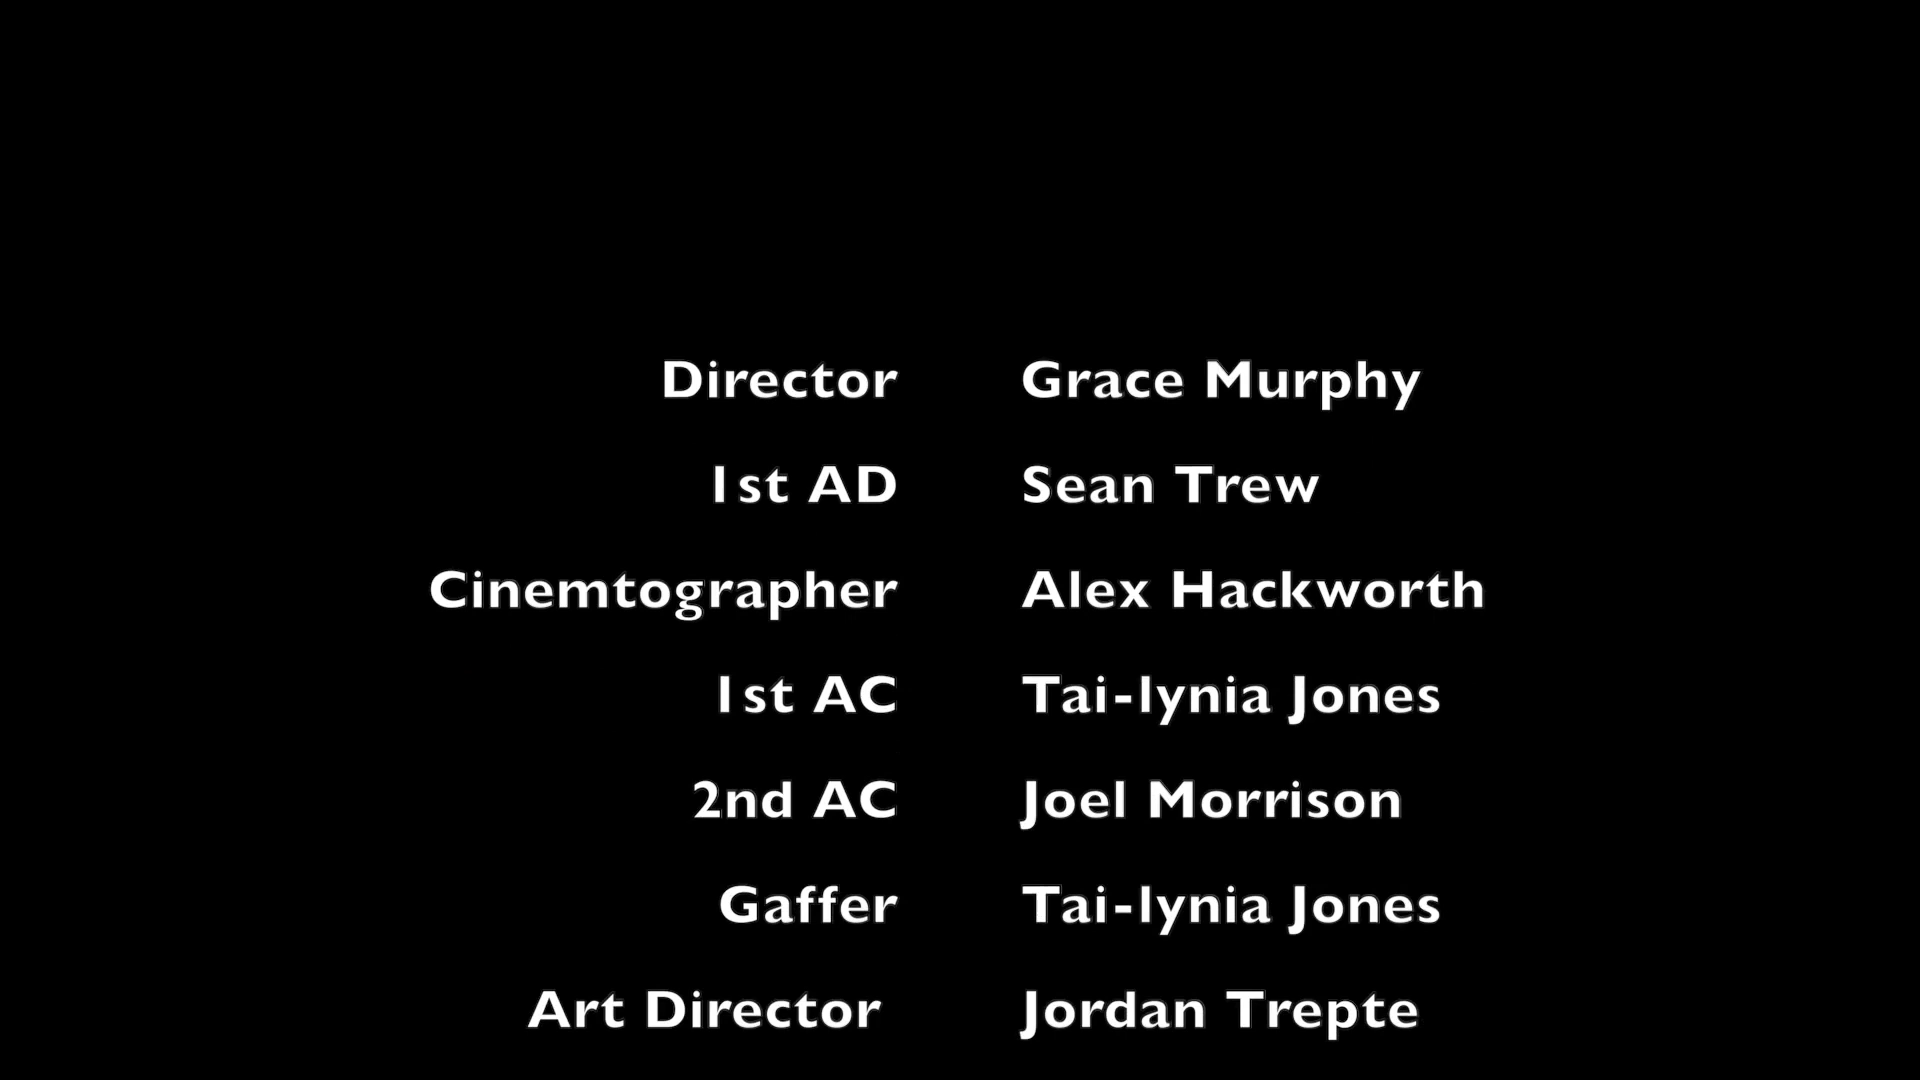 Director Grace Murphy
1st AD Sean Trew
Cinemtographer Alex Hackworth
1st AC Tai-lynia Jones
2nd AC Joel Morrison
Gaffer Tai-lynia Jones
Art Director Jordan Trepte